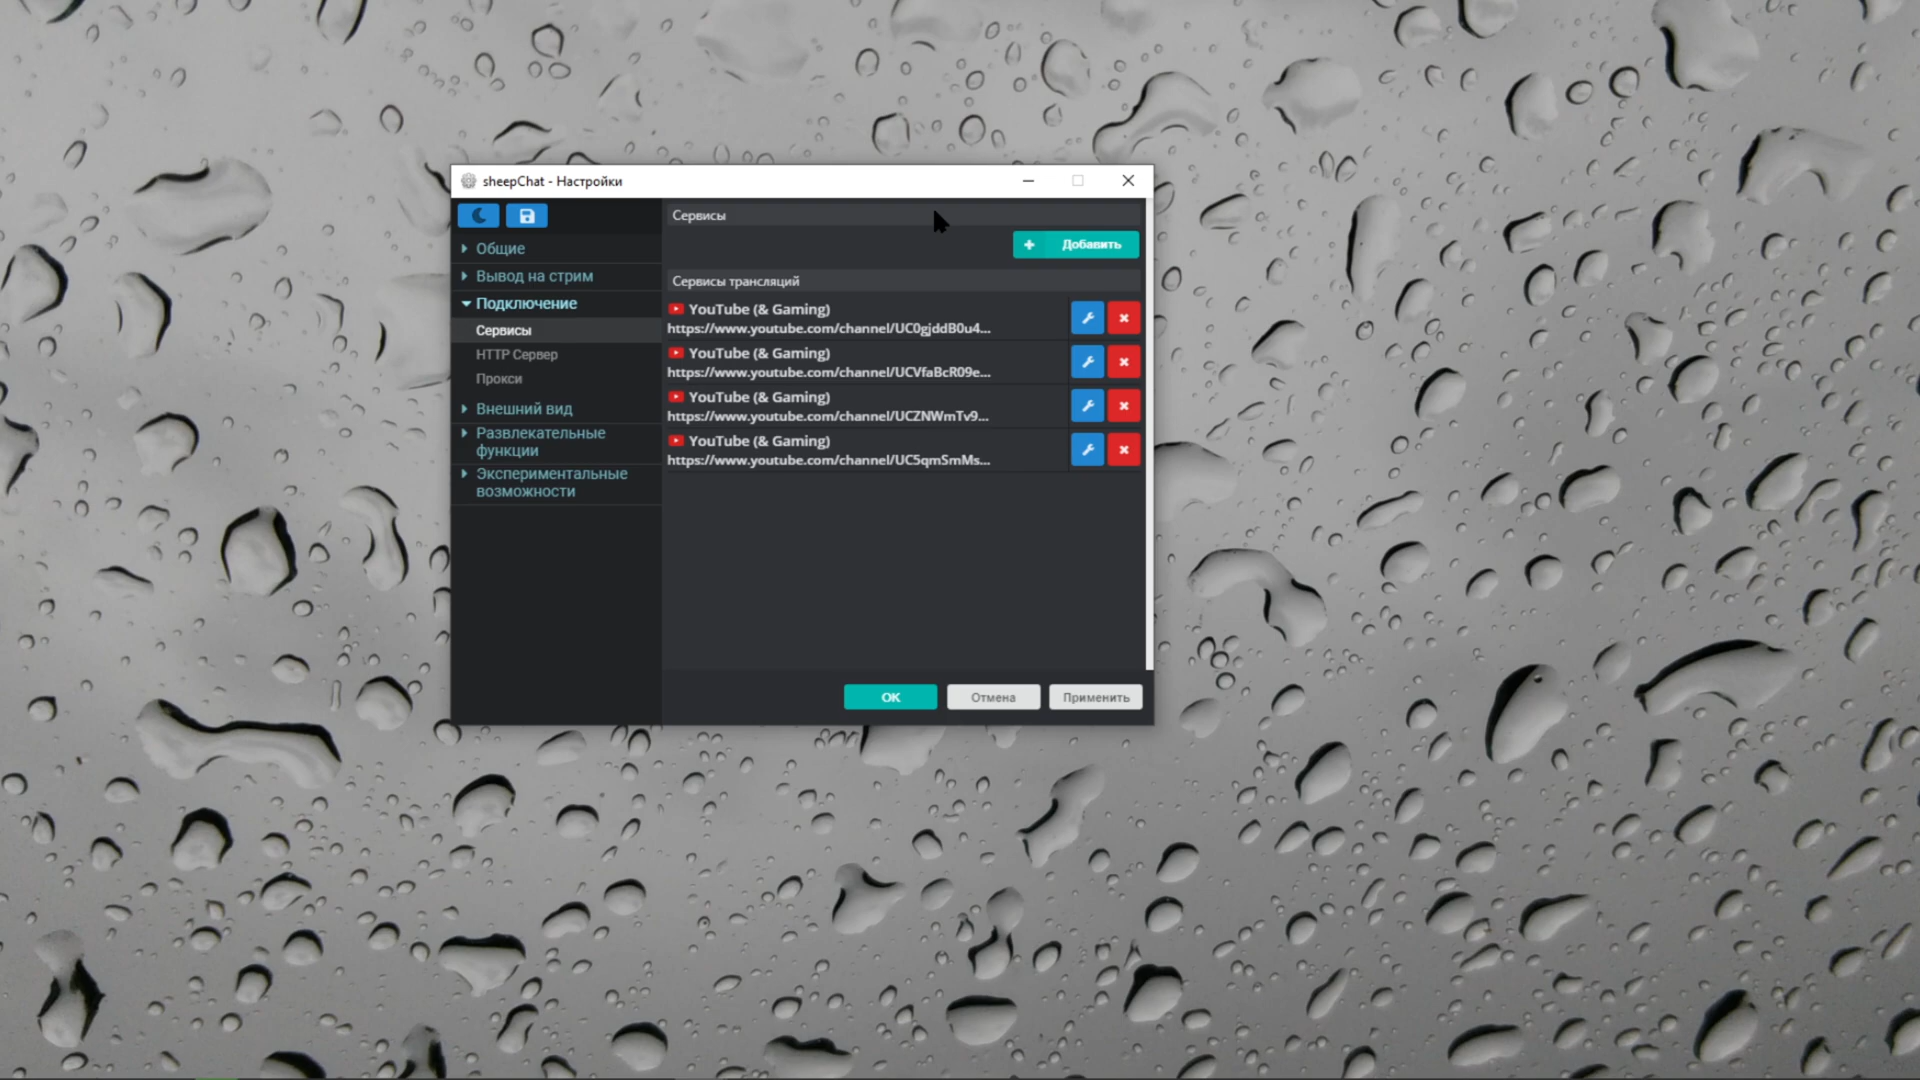 sheepChat - Настройки
Сервисы
Добавить
Общие
Вывод на стрим
Подключение
Сервисы
HTTP Сервер
Прокси
Внешний вид
Развлекательные
функции
Экспериментальные
возможности
Сервисы трансляций
YouTube (& Gaming)
https://www.youtube.com/channel/UC0gjddB0u4...
YouTube (& Gaming)
https://www.youtube.com/channel/UCVfaBcR09e...
YouTube (& Gaming)
https://www.youtube.com/channel/UCZNWmTv9...
YouTube (& Gaming)
https://www.youtube.com/channel/UC5qmSmMs...
OK
Отмена
Применить